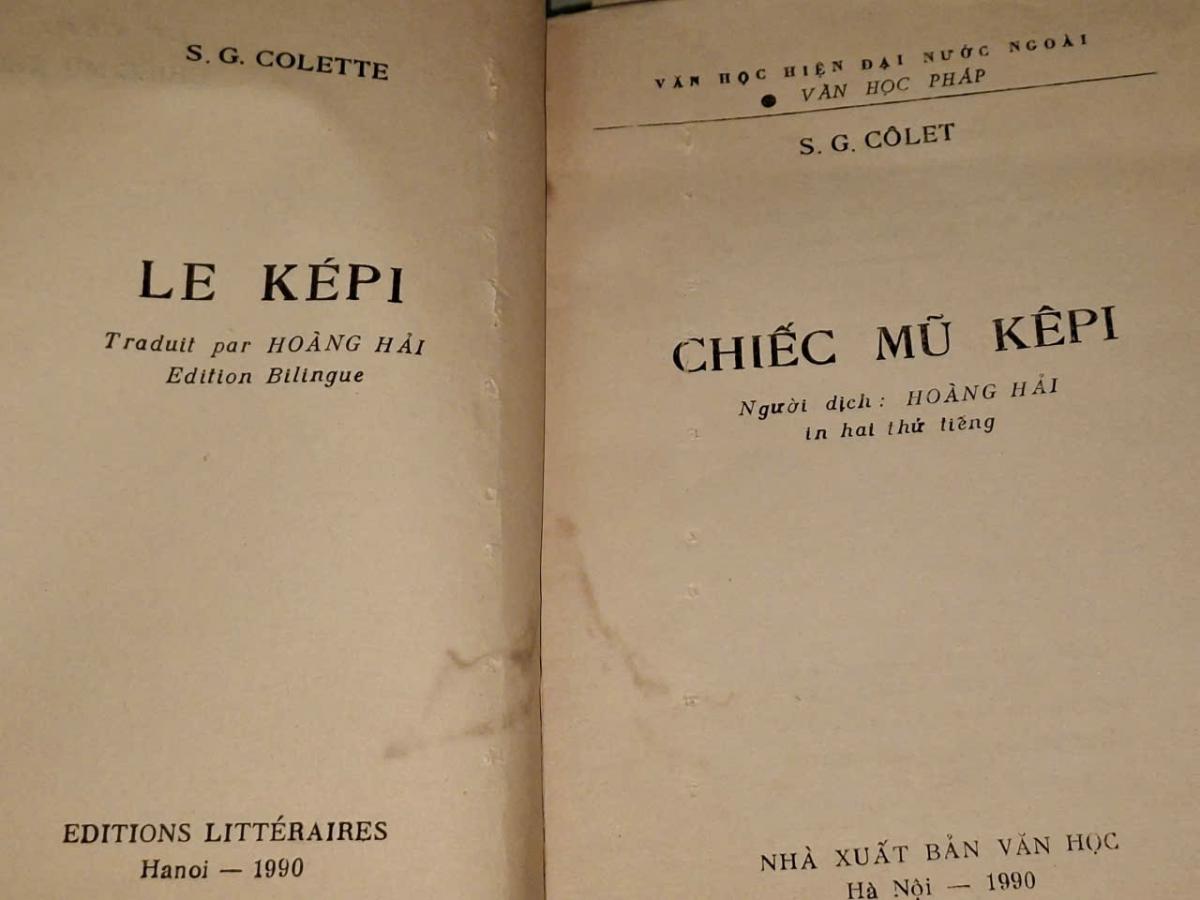 S. G. COLETTE
LE KÉPI
Traduit par HOÀNG HẢI
Edition Bilingue
EDITIONS LITTÉRAIRES
Hanoi — 1990
VĂN HỌC HIỆN ĐẠI NƯỚC NGOÀI
● VĂN HỌC PHÁP
S. G. CÔLET
CHIẾC MŨ KÊPI
Người dịch : HOÀNG HẢI
in hai thứ tiếng
NHÀ XUẤT BẢN VĂN HỌC
Hà Nội — 1990